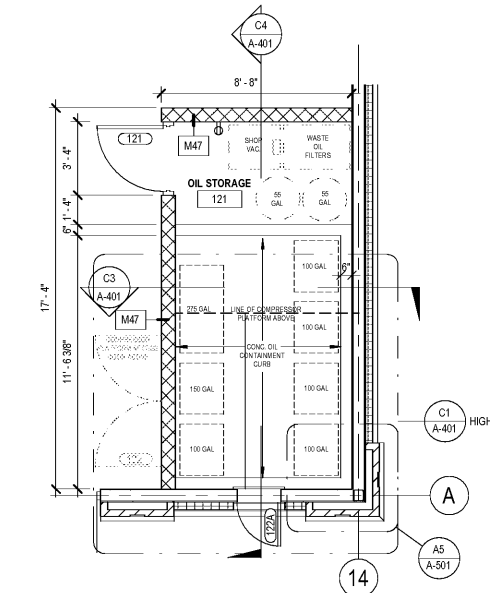 C4
A-401
8' - 8"
121
M47
SHOP
VAC.
WASTE
OIL
FILTERS
3' - 4"
OIL STORAGE
121
55
GAL
55
GAL
1' - 4"
6"
100 GAL
6"
C3
A-401
17' - 4"
275 GAL
LINE OF COMPRESSOR
PLATFORM ABOVE
100 GAL
M47
CONC. OIL
CONTAINMENT
CURB
11' - 6 3/8"
150 GAL
100 GAL
C1
A-401
HIGH
100 GAL
100 GAL
A
122A
A5
A-501
14